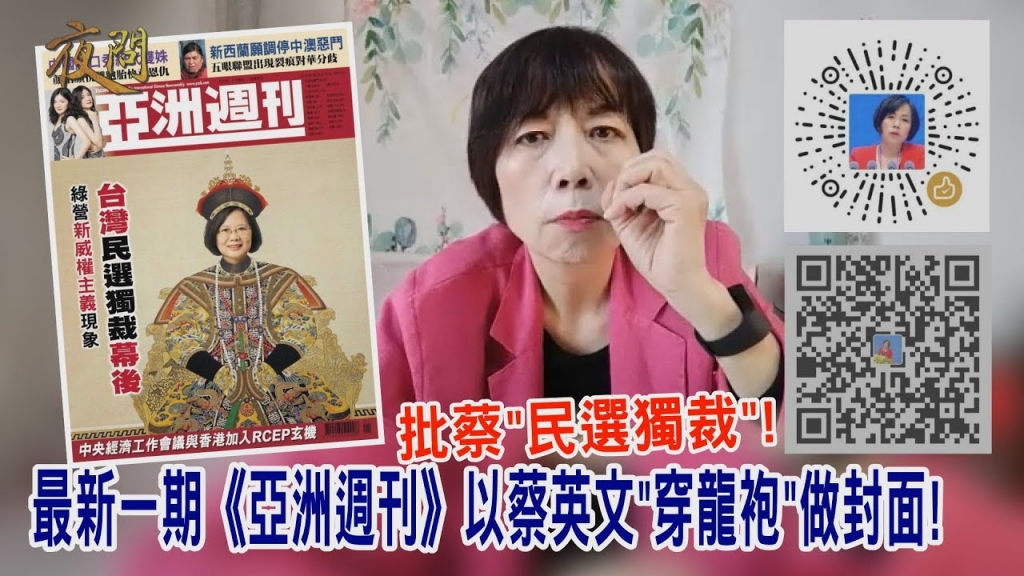 夜問
新西蘭願調停中澳惡鬥
五眼聯盟出現裂痕對華分歧
亞洲週刊
台灣民選獨裁幕後
綠營新威權主義現象
中央經濟工作會議與香港加入RCEP玄機
批蔡"民選獨裁"!
最新一期《亞洲週刊》以蔡英文"穿龍袍"做封面!